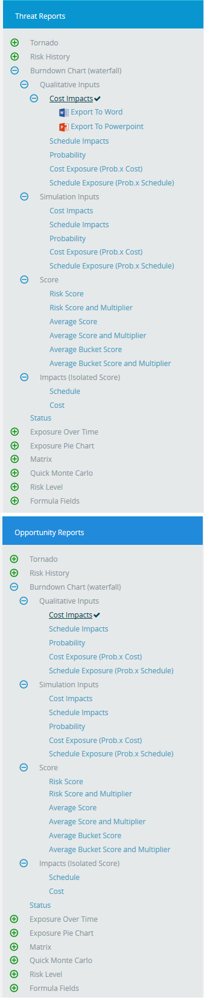 Threat Reports
Tornado
Risk History
Burndown Chart (waterfall)
Qualitative Inputs
Cost Impacts
Export To Word
Export To Powerpoint
Schedule Impacts
Probability
Cost Exposure (Prob.x Cost)
Schedule Exposure (Prob.x Schedule)
Simulation Inputs
Cost Impacts
Schedule Impacts
Probability
Cost Exposure (Prob.x Cost)
Schedule Exposure (Prob.x Schedule)
Score
Risk Score
Risk Score and Multiplier
Average Score
Average Score and Multiplier
Average Bucket Score
Average Bucket Score and Multiplier
Impacts (Isolated Score)
Schedule
Cost
Status
Exposure Over Time
Exposure Pie Chart
Matrix
Quick Monte Carlo
Risk Level
Formula Fields
Opportunity Reports
Tornado
Risk History
Burndown Chart (waterfall)
Qualitative Inputs
Cost Impacts
Schedule Impacts
Probability
Cost Exposure (Prob.x Cost)
Schedule Exposure (Prob.x Schedule)
Simulation Inputs
Cost Impacts
Schedule Impacts
Probability
Cost Exposure (Prob.x Cost)
Schedule Exposure (Prob.x Schedule)
Score
Risk Score
Risk Score and Multiplier
Average Score
Average Score and Multiplier
Average Bucket Score
Average Bucket Score and Multiplier
Impacts (Isolated Score)
Schedule
Cost
Status
Exposure Over Time
Exposure Pie Chart
Matrix
Quick Monte Carlo
Risk Level
Formula Fields